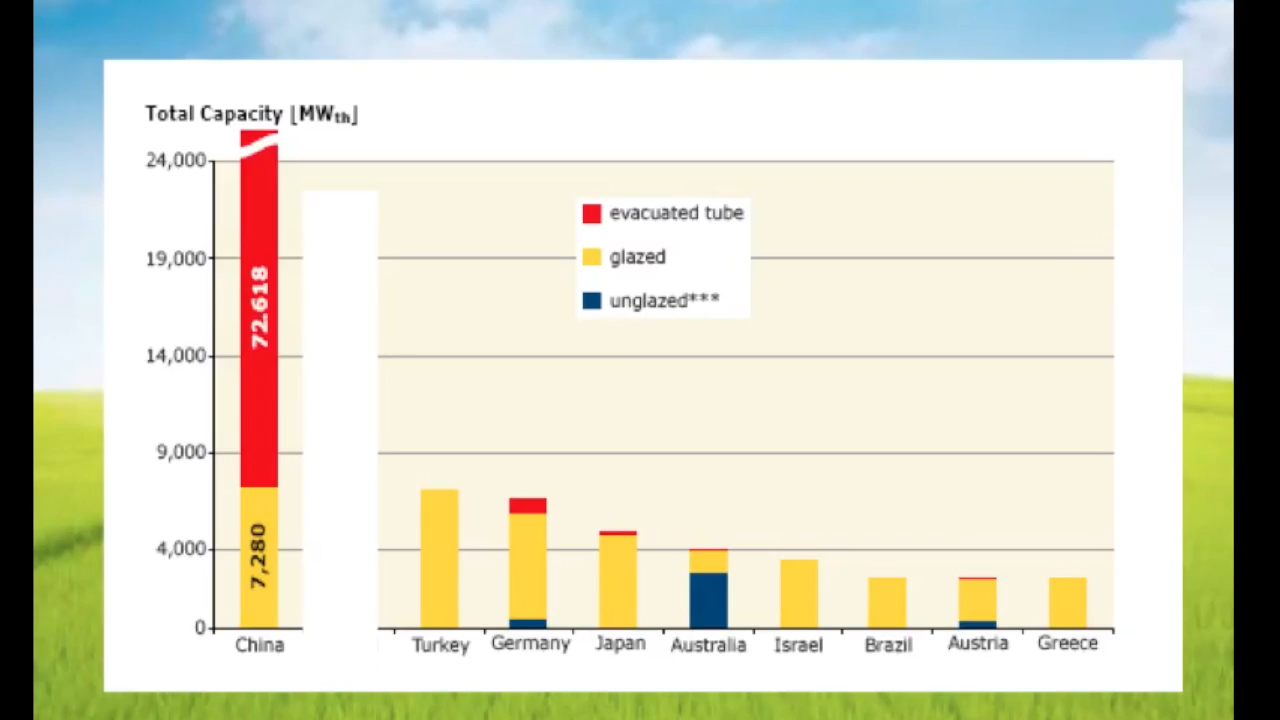 Total Capacity [MWth]
24,000
19,000
14,000
9,000
4,000
0
72.618
7,280
evacuated tube
glazed
unglazed***
China
Turkey
Germany
Japan
Australia
Israel
Brazil
Austria
Greece